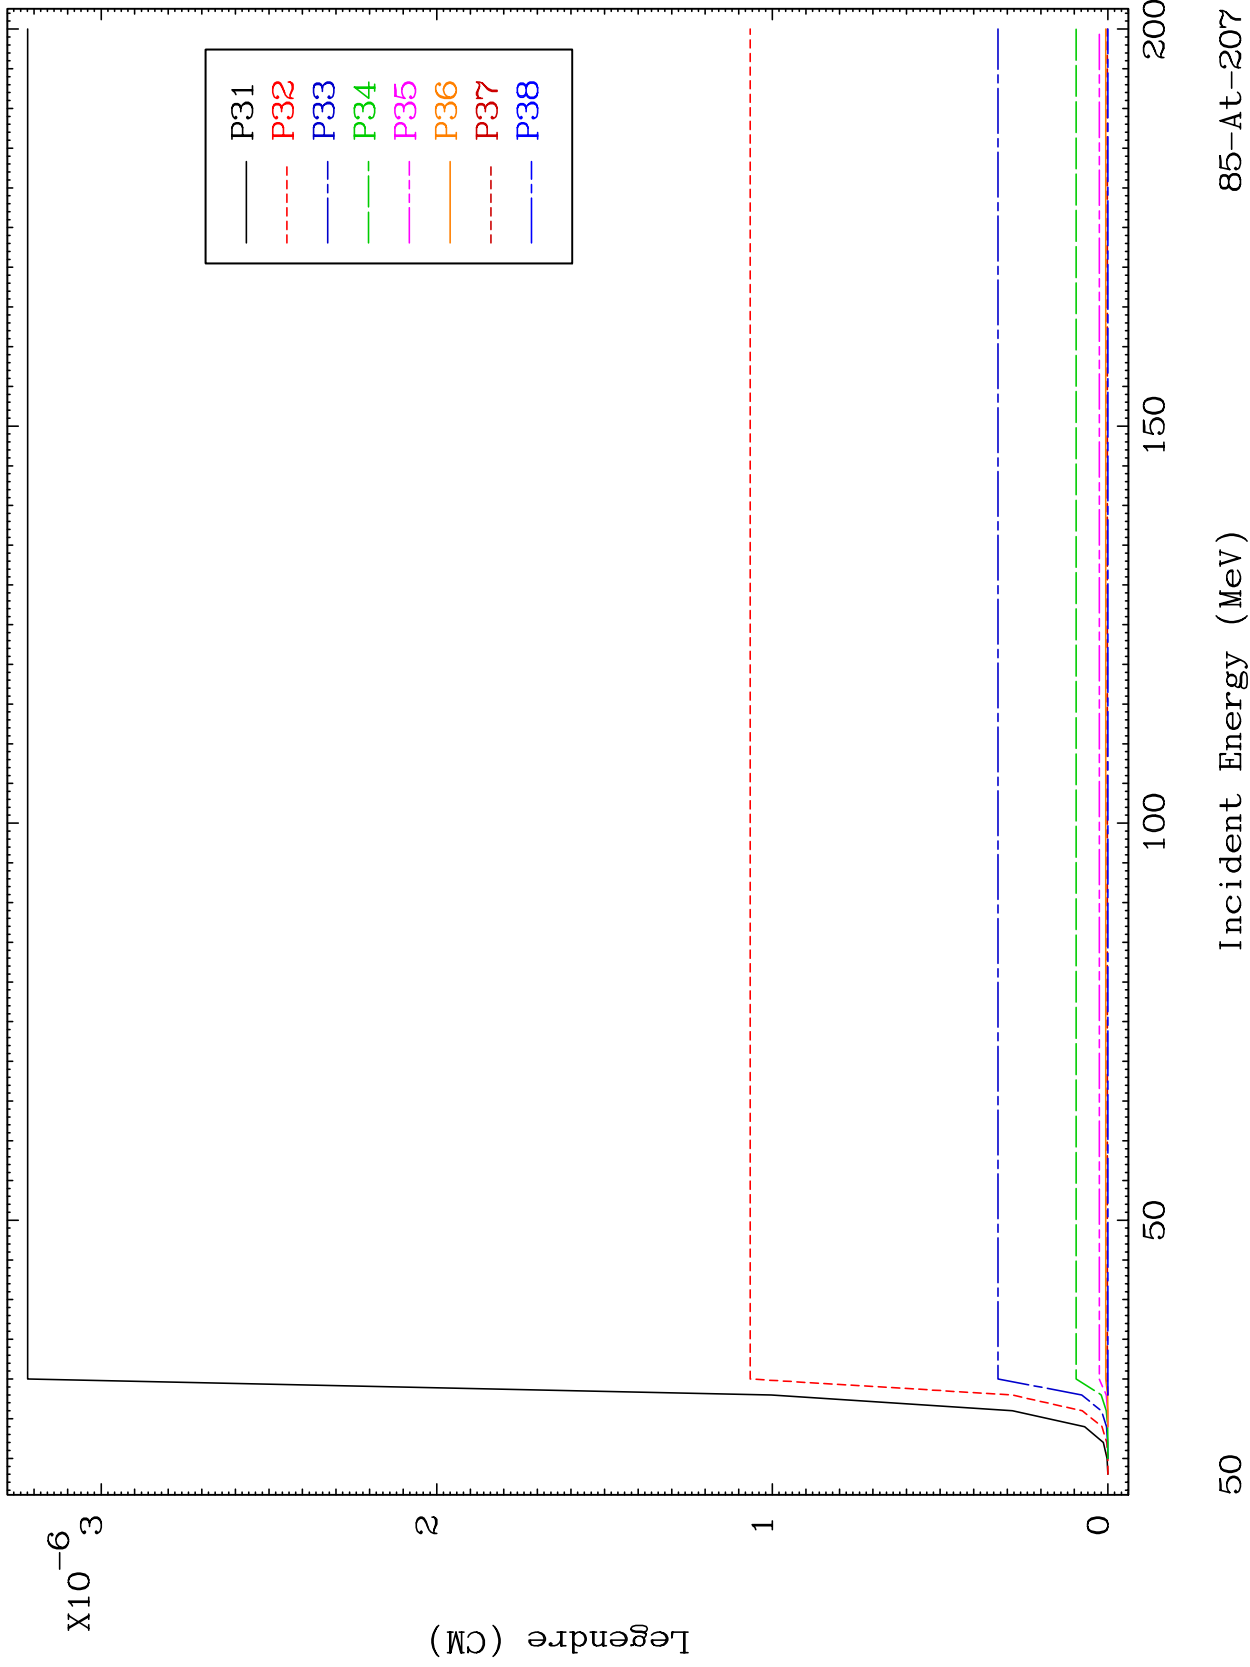 X10-6
3
2
1
0
Legendre (CM)
P31
P32
P33
P34
P35
P36
P37
P38
50
100
150
200
Incident Energy (MeV)
50
85-At-207